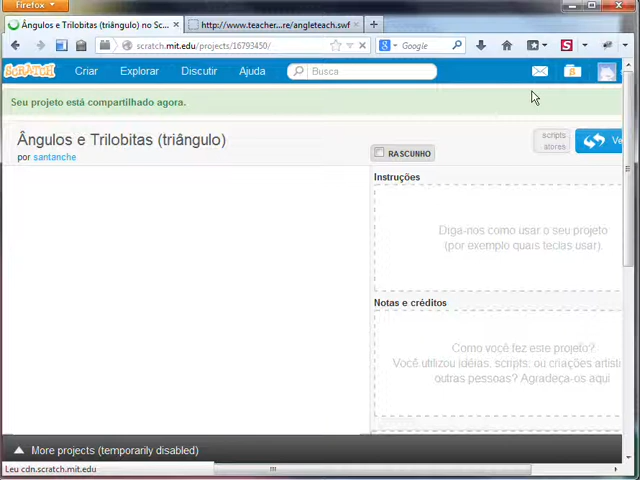 Firefox
Ângulos e Trilobitas (triângulo) no Sc...
http://www.teacher...re/angleteach.swf
scratch.mit.edu/projects/16793450/
Google
SCRATCH
Criar
Explorar
Discutir
Ajuda
Busca
Seu projeto está compartilhado agora.
Ângulos e Trilobitas (triângulo)
por santanche
scripts
atores
Ve
RASCUNHO
Instruções
Diga-nos como usar o seu projeto
(por exemplo quais teclas usar).
Notas e créditos
Como você fez este projeto?
Você utilizou idéias, scripts ou criações artísti
outras pessoas? Agradeça-os aqui
More projects (temporarily disabled)
Leu cdn.scratch.mit.edu